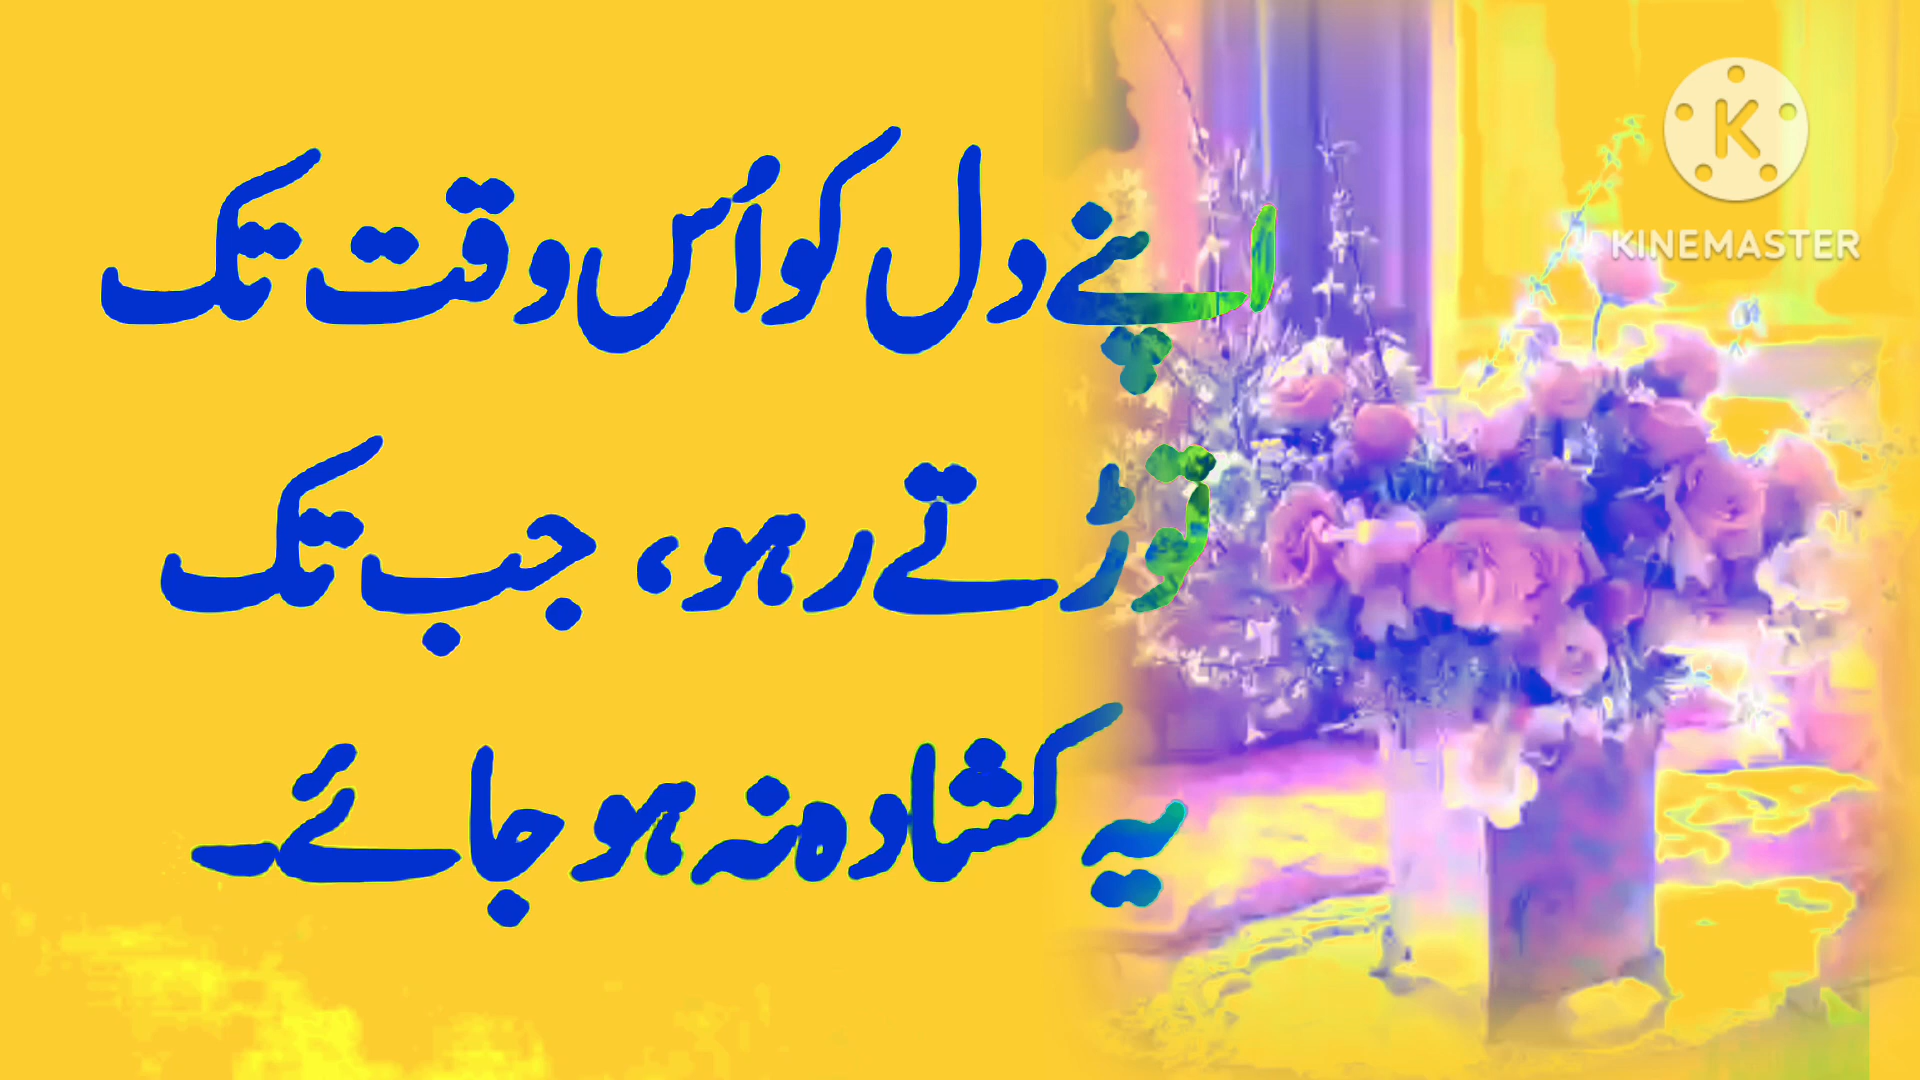 اپنے دل کو اُس وقت تک
توڑتے رہو، جب تک
یہ کشادہ نہ ہو جائے۔
KINEMASTER